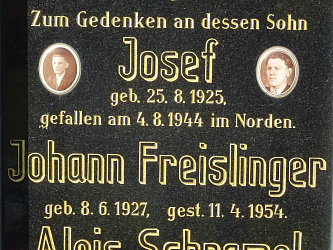 Zum Gedenken an dessen Sohn
Josef
geb. 25. 8. 1925,
gefallen am 4. 8. 1944 im Norden.
Johann Freislinger
geb. 8. 6. 1927, gest. 11. 4. 1954.
Alois